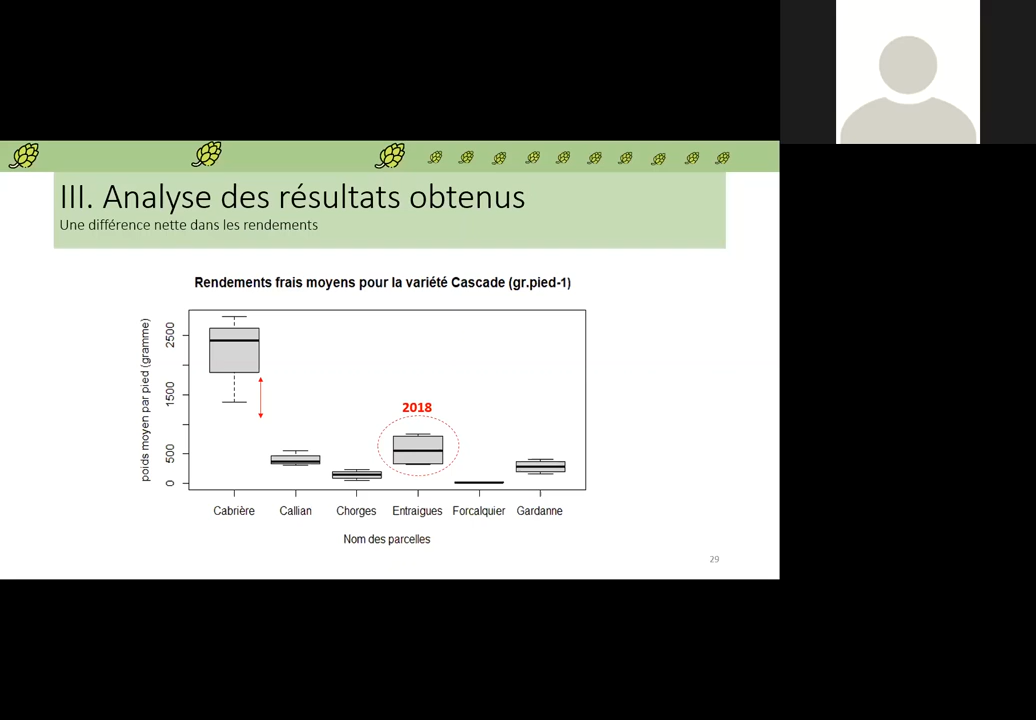 III. Analyse des résultats obtenus
Une différence nette dans les rendements
Rendements frais moyens pour la variété Cascade (gr.pied-1)
poids moyen par pied (gramme)
2500
1500
500
0
2018
Cabrière Callian Chorges Entraigues Forcalquier Gardanne
Nom des parcelles
29